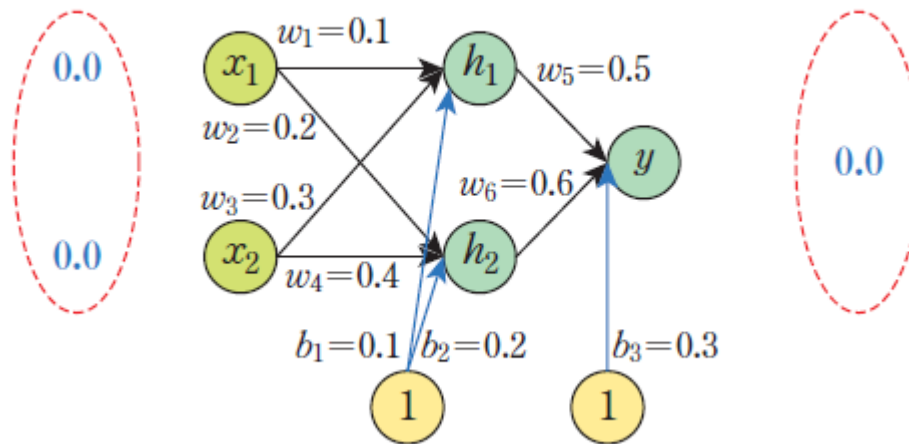 w₁=0.1
0.0 x₁ h₁ w₅=0.5
w₂=0.2
y 0.0
w₃=0.3 w₆=0.6
0.0 x₂ h₂
w₄=0.4
b₁=0.1 b₂=0.2 b₃=0.3
1 1